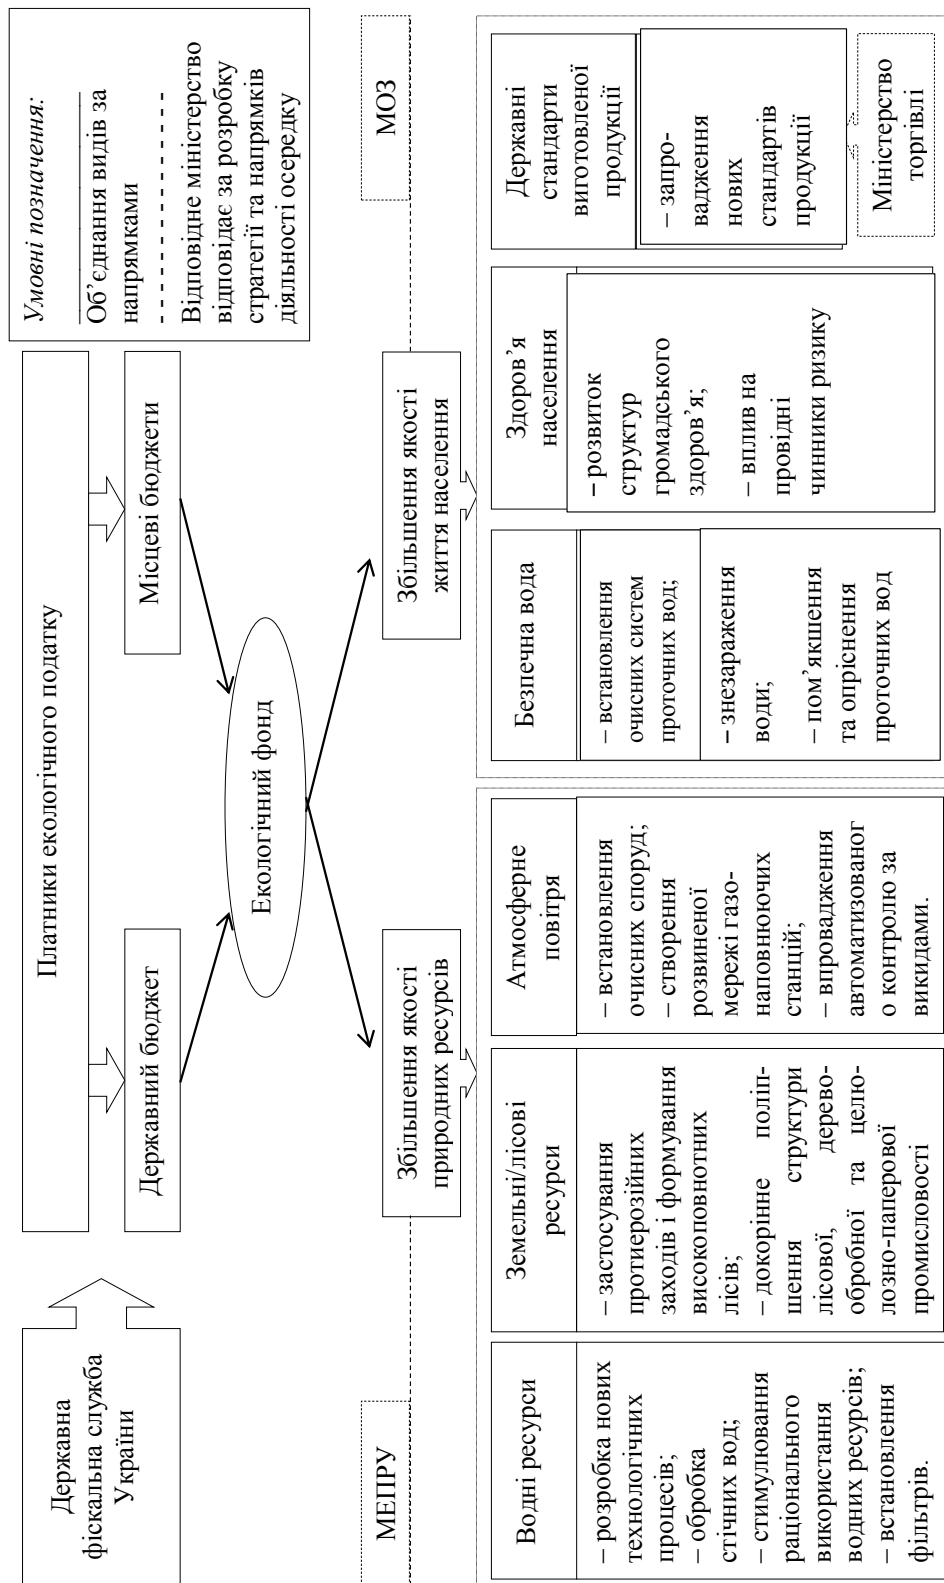 Державна
фіскальна служба
України
Платники екологічного податку
Державний бюджет
Місцеві бюджети
Умовні позначення:
Об’єднання видів за
напрямками
Відповідне міністерство
відповідає за розробку
стратегії та напрямків
діяльності осередку
Екологічний фонд
МЕПРУ
Збільшення якості
природних ресурсів
Збільшення якості
життя населення
МОЗ
Водні ресурси
– розробка нових
технологічних
процесів;
– обробка
стічних вод;
– стимулювання
раціонального
використання
водних ресурсів;
– встановлення
фільтрів.
Земельні/лісові
ресурси
– застосування
протиерозійних
заходів і формування
високоповнотних
лісів;
– докорінне поліп-
шення структури
лісової, дерево-
обробної та целю-
лозно-паперової
промисловості
Атмосферне
повітря
– встановлення
очисних споруд;
– створення
розвиненої
мережі газо-
наповнюючих
станцій;
– впровадження
автоматизованог
о контролю за
викидами.
Безпечна вода
– встановлення
очисних систем
проточних вод;
– знезараження
води;
– пом’якшення
та опріснення
проточних вод
Здоров’я
населення
– розвиток
структур
громадського
здоров’я;
– вплив на
провідні
чинники ризику
Державні
стандарти
виготовленої
продукції
– запро-
вадження
нових
стандартів
продукції
Міністерство
торгівлі